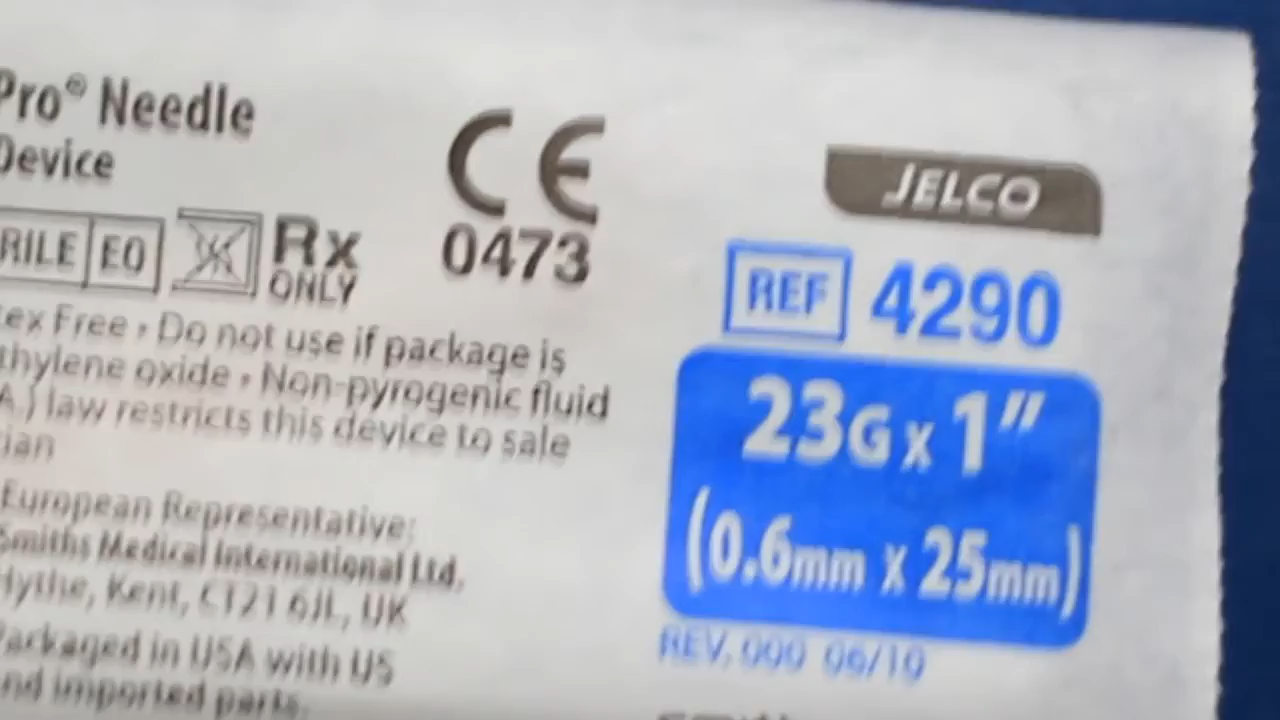 Pro® Needle
Device
CE
0473
JELCO
RILE EO
Rx
ONLY
REF 4290
ex Free • Do not use if package is
thylene oxide • Non-pyrogenic fluid
A.) law restricts this device to sale
ian
23G x 1"
(0.6mm x 25mm)
European Representative:
Smiths Medical International Ltd.
Hythe, Kent, CT21 6JL, UK
Packaged in USA with US
nd imported parts.
REV. 000 06/10